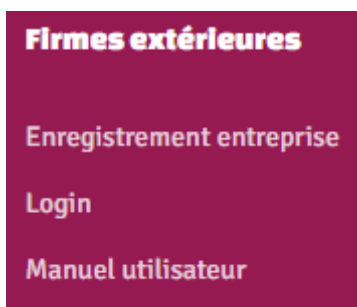 Firmes extérieures
Enregistrement entreprise
Login
Manuel utilisateur